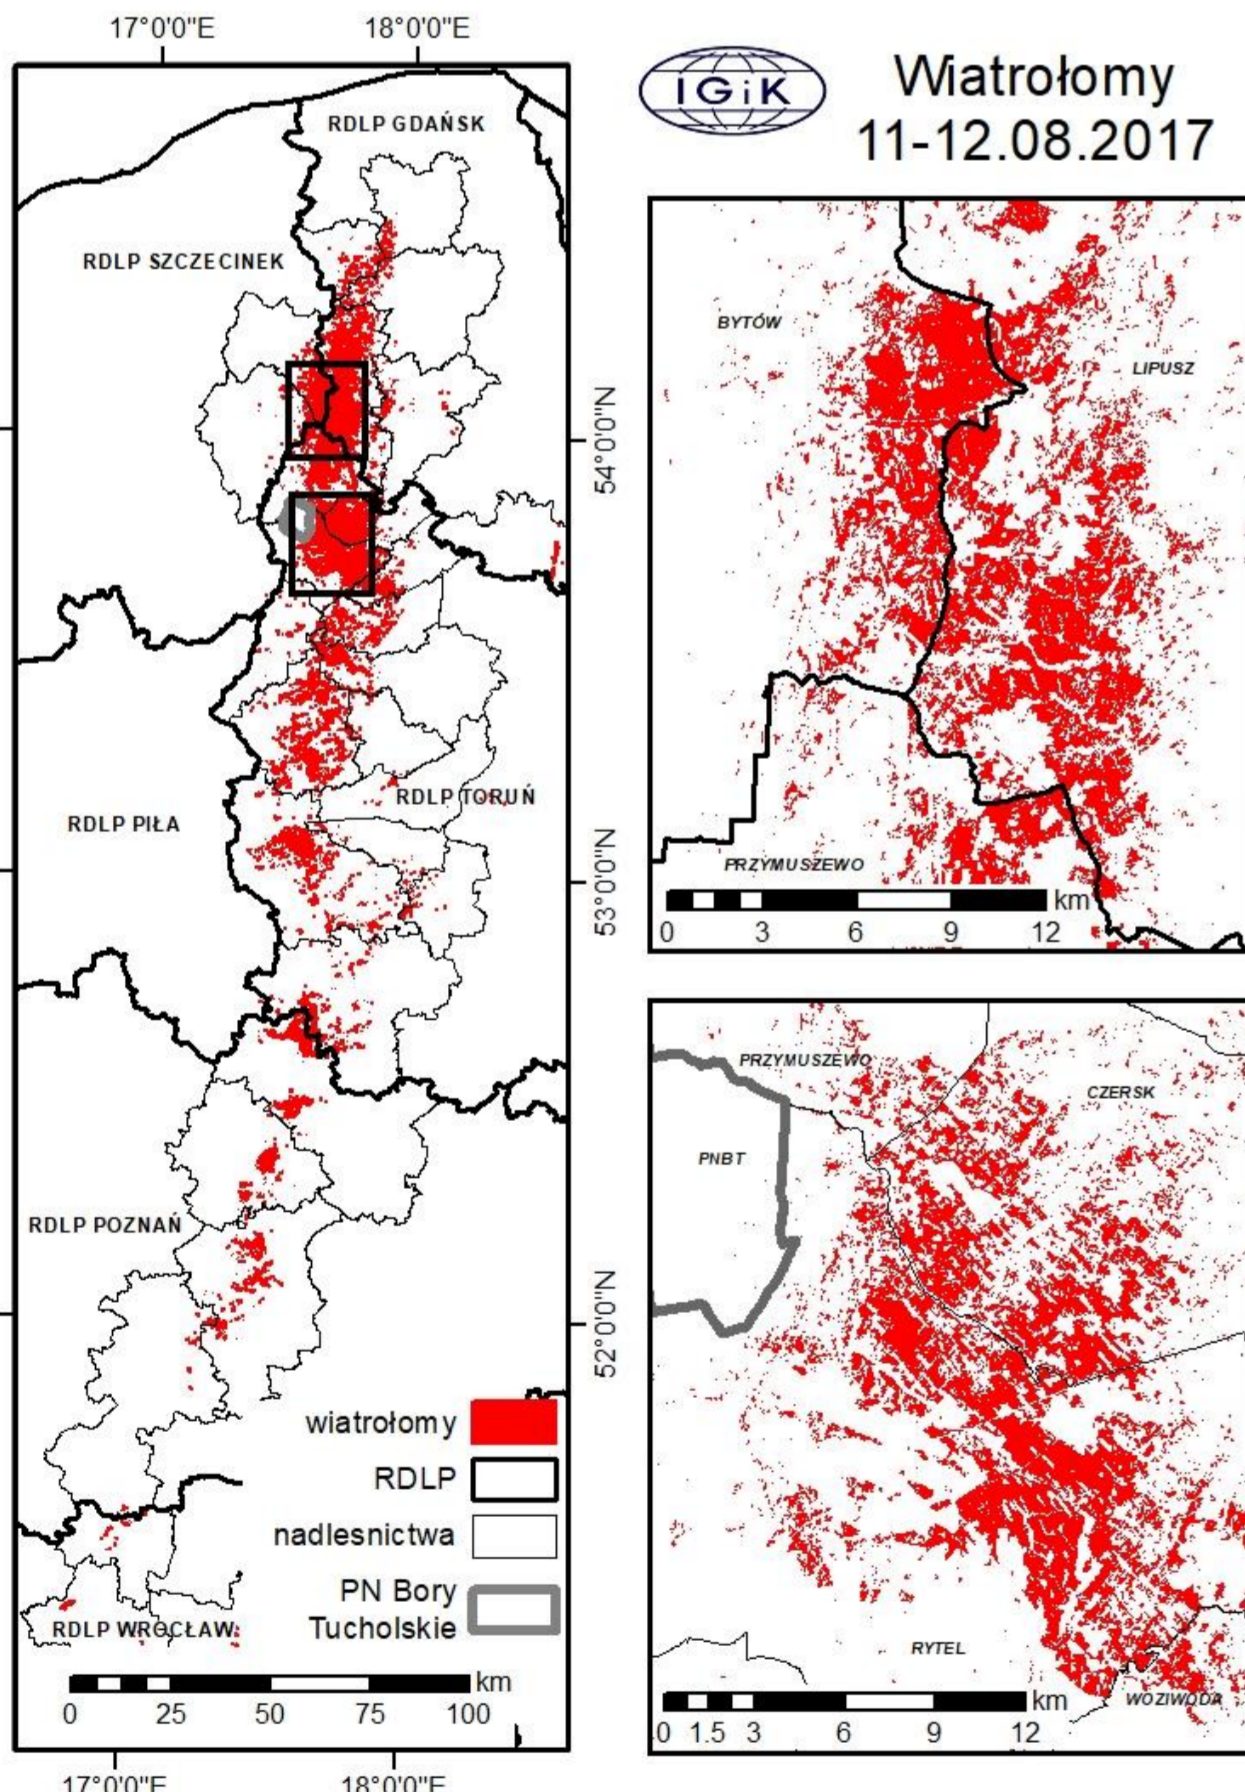 17°0'0"E 18°0'0"E
IGiK
Wiatrołomy
11-12.08.2017
RDLP GDAŃSK
RDLP SZCZECINEK
54°0'0"N
RDLP TORUŃ
RDLP PIŁA
53°0'0"N
RDLP POZNAŃ
52°0'0"N
wiatrołomy
RDLP
nadlesnictwa
PN Bory
Tucholskie
RDLP WROCŁAW
km
0 25 50 75 100
17°0'0"E 18°0'0"E
BYTÓW
LIPUSZ
PRZYMUSZEWO
km
0 3 6 9 12
PRZYMUSZEWO
CZERSK
PNBT
RYTEL
WOZIWODA
km
0 1.5 3 6 9 12